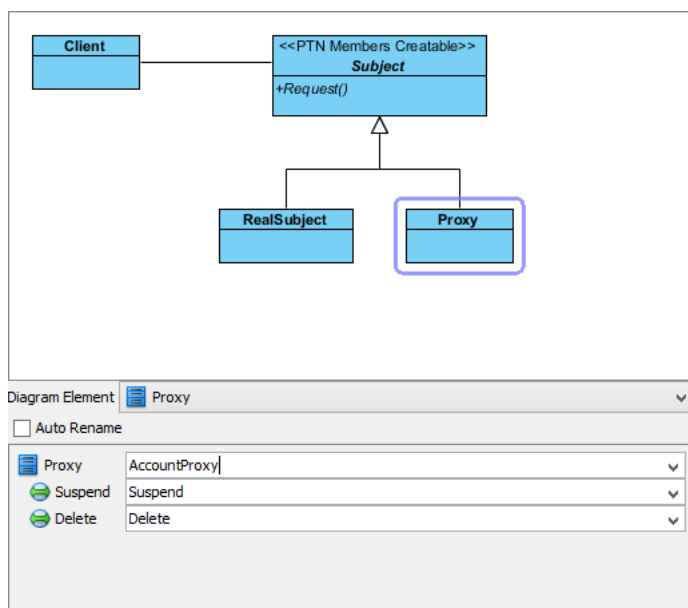 Client
<<PTN Members Creatable>>
Subject
+Request()
RealSubject
Proxy
Diagram Element Proxy
Auto Rename
Proxy AccountProxy
Suspend Suspend
Delete Delete